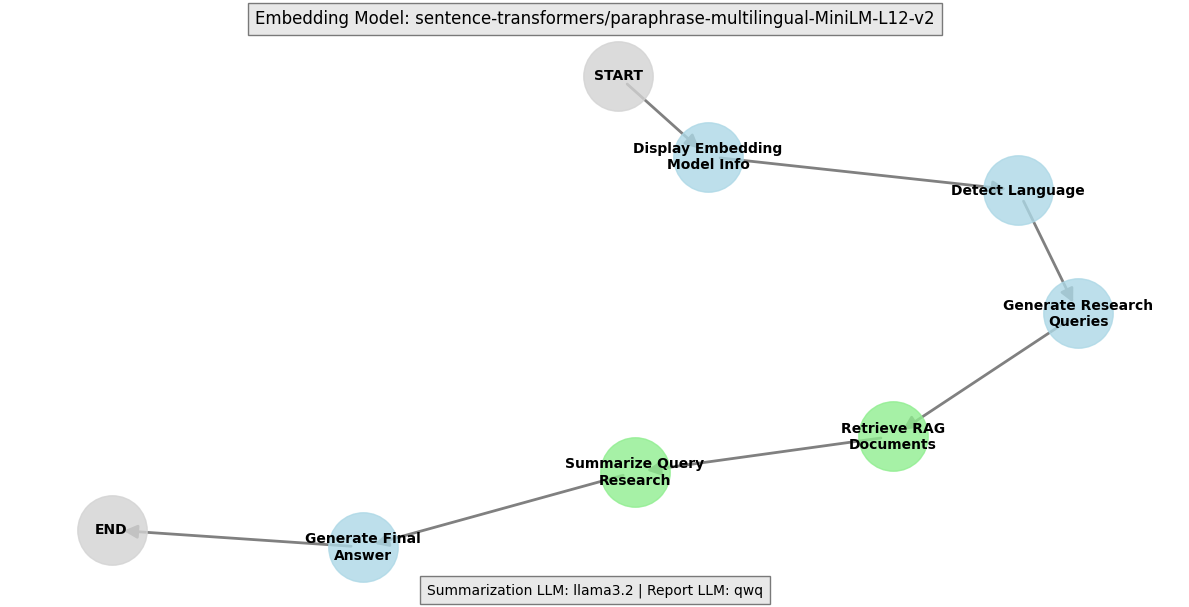 Embedding Model: sentence-transformers/paraphrase-multilingual-MiniLM-L12-v2
START
Display Embedding
Model Info
Detect Language
Generate Research
Queries
Retrieve RAG
Documents
Summarize Query
Research
Generate Final
Answer
END
Summarization LLM: llama3.2 | Report LLM: qwq